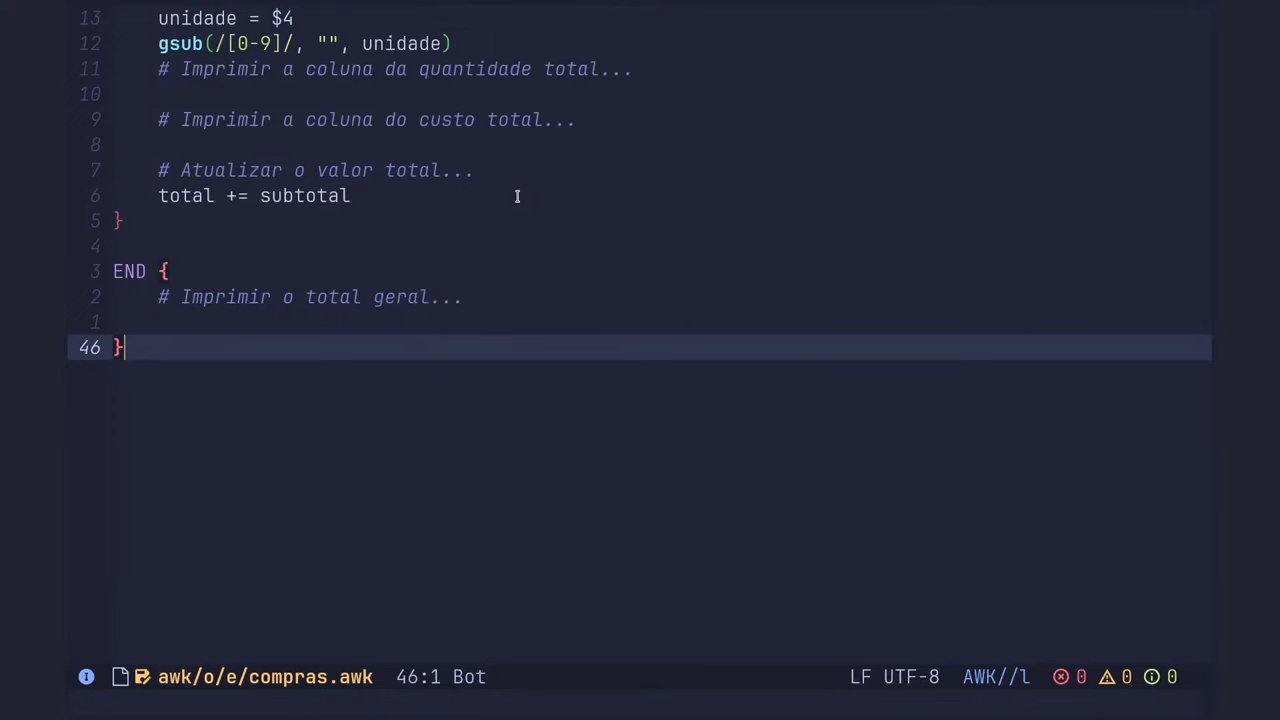 13 unidade = $4
12 gsub(/[0-9]/, "", unidade)
11 # Imprimir a coluna da quantidade total...
10
9 # Imprimir a coluna do custo total...
8
7 # Atualizar o valor total...
6 total += subtotal
5 }
4
3 END {
2 # Imprimir o total geral...
1
46 }
awk/o/e/compras.awk 46:1 Bot LF UTF-8 AWK//l 0 0 0